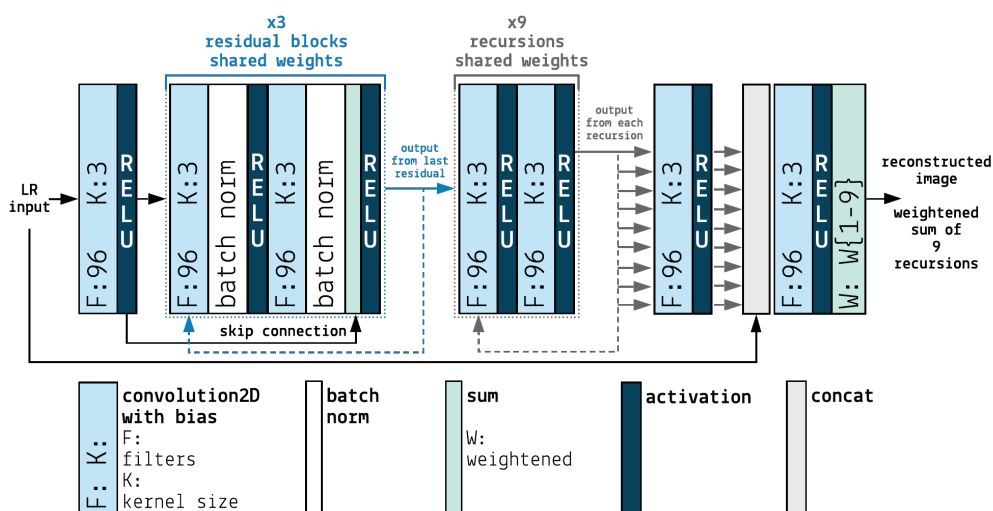 x3
residual blocks
shared weights
x9
recursions
shared weights
LR
input
F:96 K:3
RELU
F:96 K:3
batch norm
RELU
F:96 K:3
batch norm
RELU
output
from last
residual
F:96 K:3
RELU
F:96 K:3
RELU
output
from each
recursion
F:96 K:3
RELU
F:96 K:3
RELU
W: W{1-9}
reconstructed
image
weightened
sum of
9
recursions
skip connection
F: K:
convolution2D
with bias
F:
filters
K:
kernel size
batch
norm
sum
W:
weightened
activation
concat